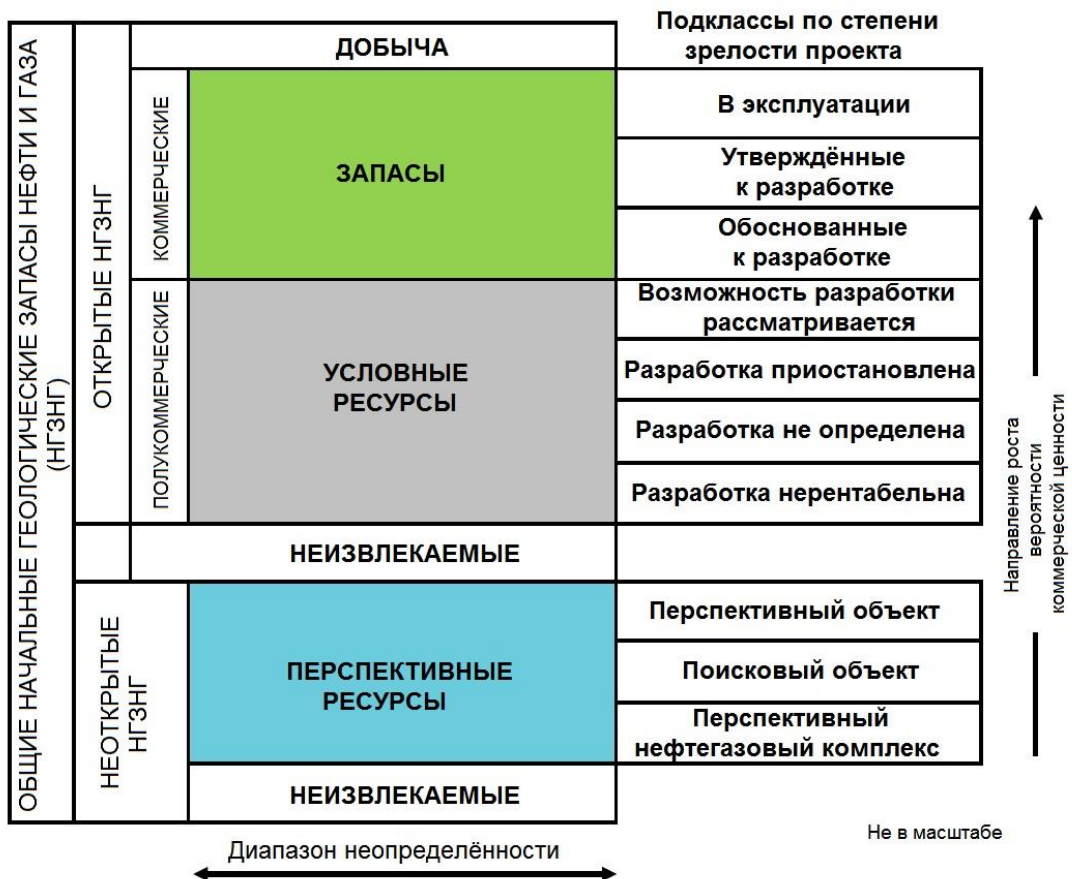 ОБЩИЕ НАЧАЛЬНЫЕ ГЕОЛОГИЧЕСКИЕ ЗАПАСЫ НЕФТИ И ГАЗА
(НГЗНГ)
ОТКРЫТЫЕ НГЗНГ
НЕОТКРЫТЫЕ
НГЗНГ
КОММЕРЧЕСКИЕ
ПОЛУКОММЕРЧЕСКИЕ
ДОБЫЧА
ЗАПАСЫ
УСЛОВНЫЕ
РЕСУРСЫ
НЕИЗВЛЕКАЕМЫЕ
ПЕРСПЕКТИВНЫЕ
РЕСУРСЫ
НЕИЗВЛЕКАЕМЫЕ
Подклассы по степени
зрелости проекта
В эксплуатации
Утверждённые
к разработке
Обоснованные
к разработке
Возможность разработки
рассматривается
Разработка приостановлена
Разработка не определена
Разработка нерентабельна
Перспективный объект
Поисковый объект
Перспективный
нефтегазовый комплекс
Направление роста
вероятности
коммерческой ценности
Не в масштабе
Диапазон неопределённости